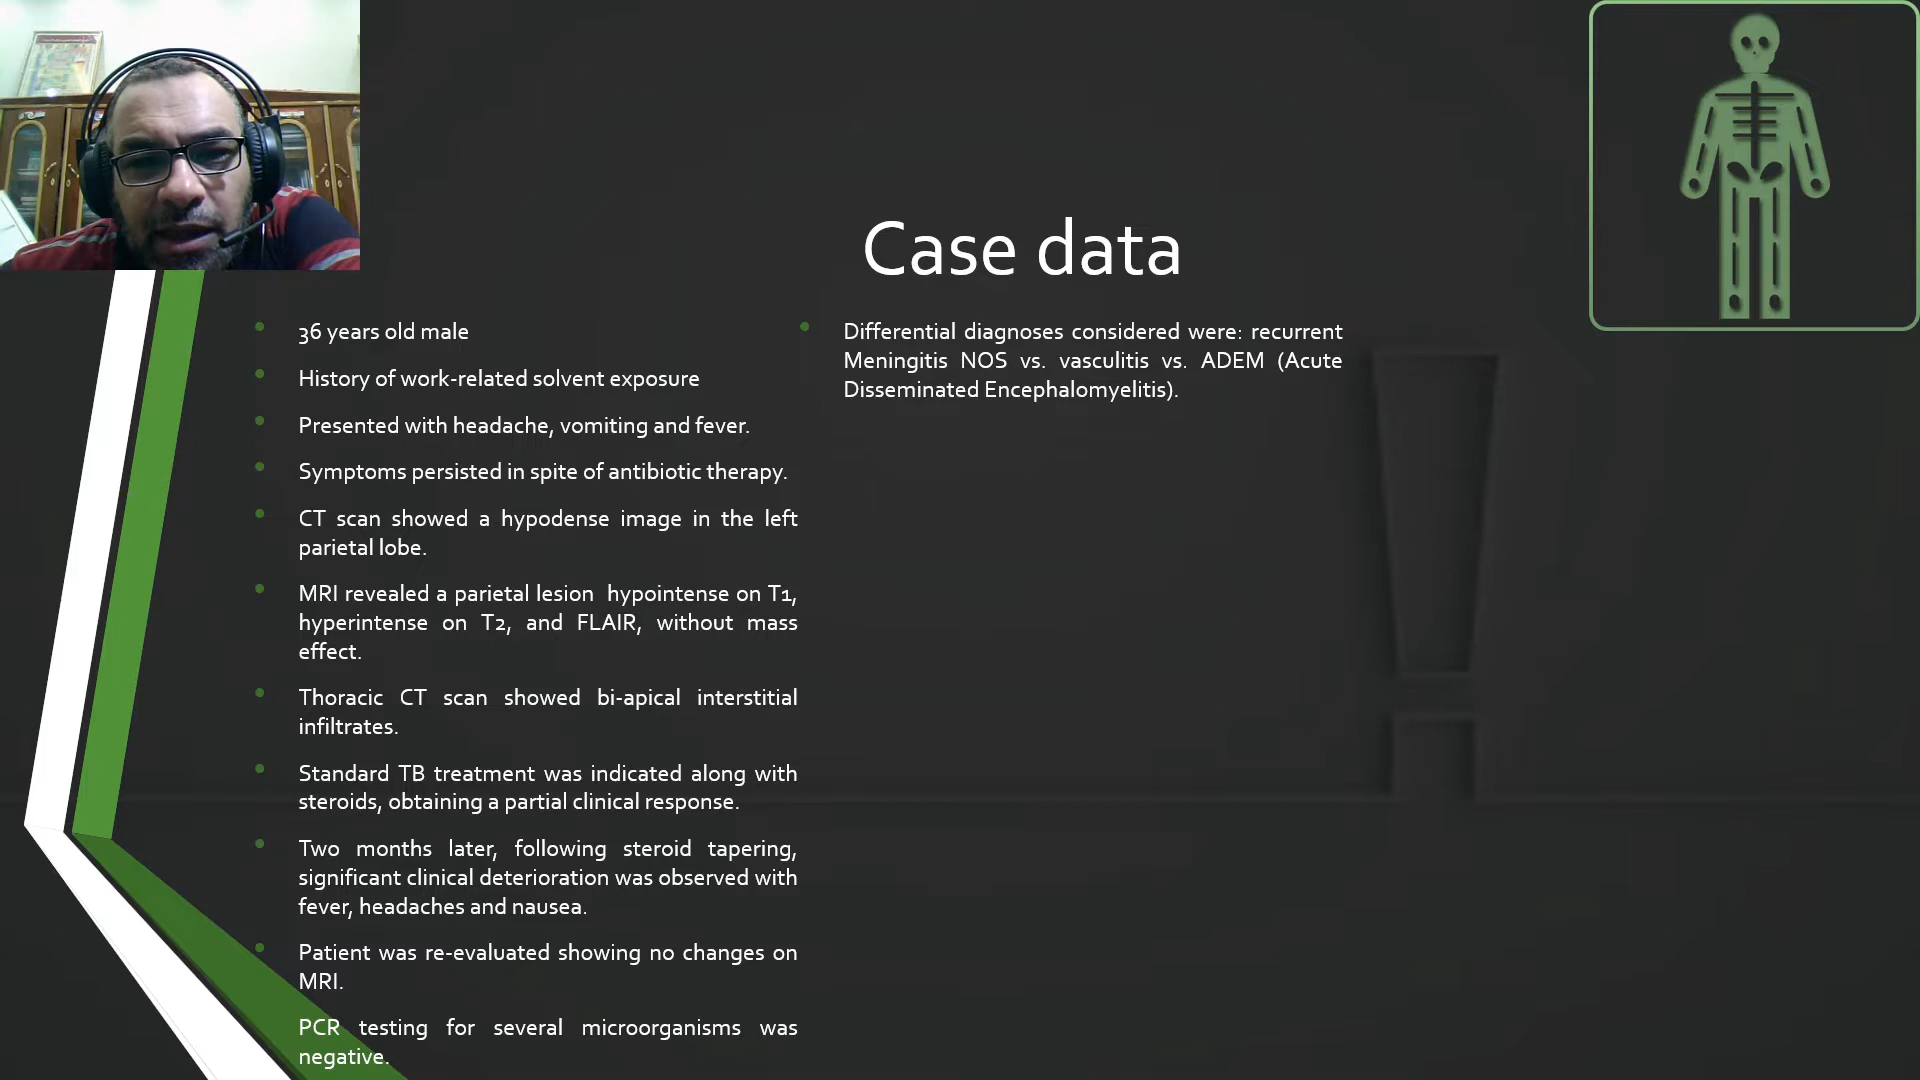 Case data
36 years old male
History of work-related solvent exposure
Presented with headache, vomiting and fever.
Symptoms persisted in spite of antibiotic therapy.
CT scan showed a hypodense image in the left
parietal lobe.
MRI revealed a parietal lesion hypointense on T1,
hyperintense on T2, and FLAIR, without mass
effect.
Thoracic CT scan showed bi-apical interstitial
infiltrates.
Standard TB treatment was indicated along with
steroids, obtaining a partial clinical response.
Two months later, following steroid tapering,
significant clinical deterioration was observed with
fever, headaches and nausea.
Patient was re-evaluated showing no changes on
MRI.
PCR testing for several microorganisms was
negative.
Differential diagnoses considered were: recurrent
Meningitis NOS vs. vasculitis vs. ADEM (Acute
Disseminated Encephalomyelitis).